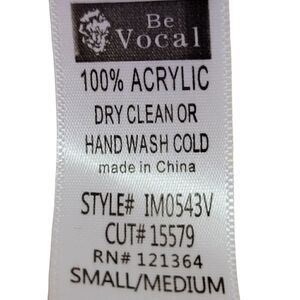 Be
Vocal
100% ACRYLIC
DRY CLEAN OR
HAND WASH COLD
made in China
STYLE# IM0543V
CUT# 15579
RN# 121364
SMALL/MEDIUM